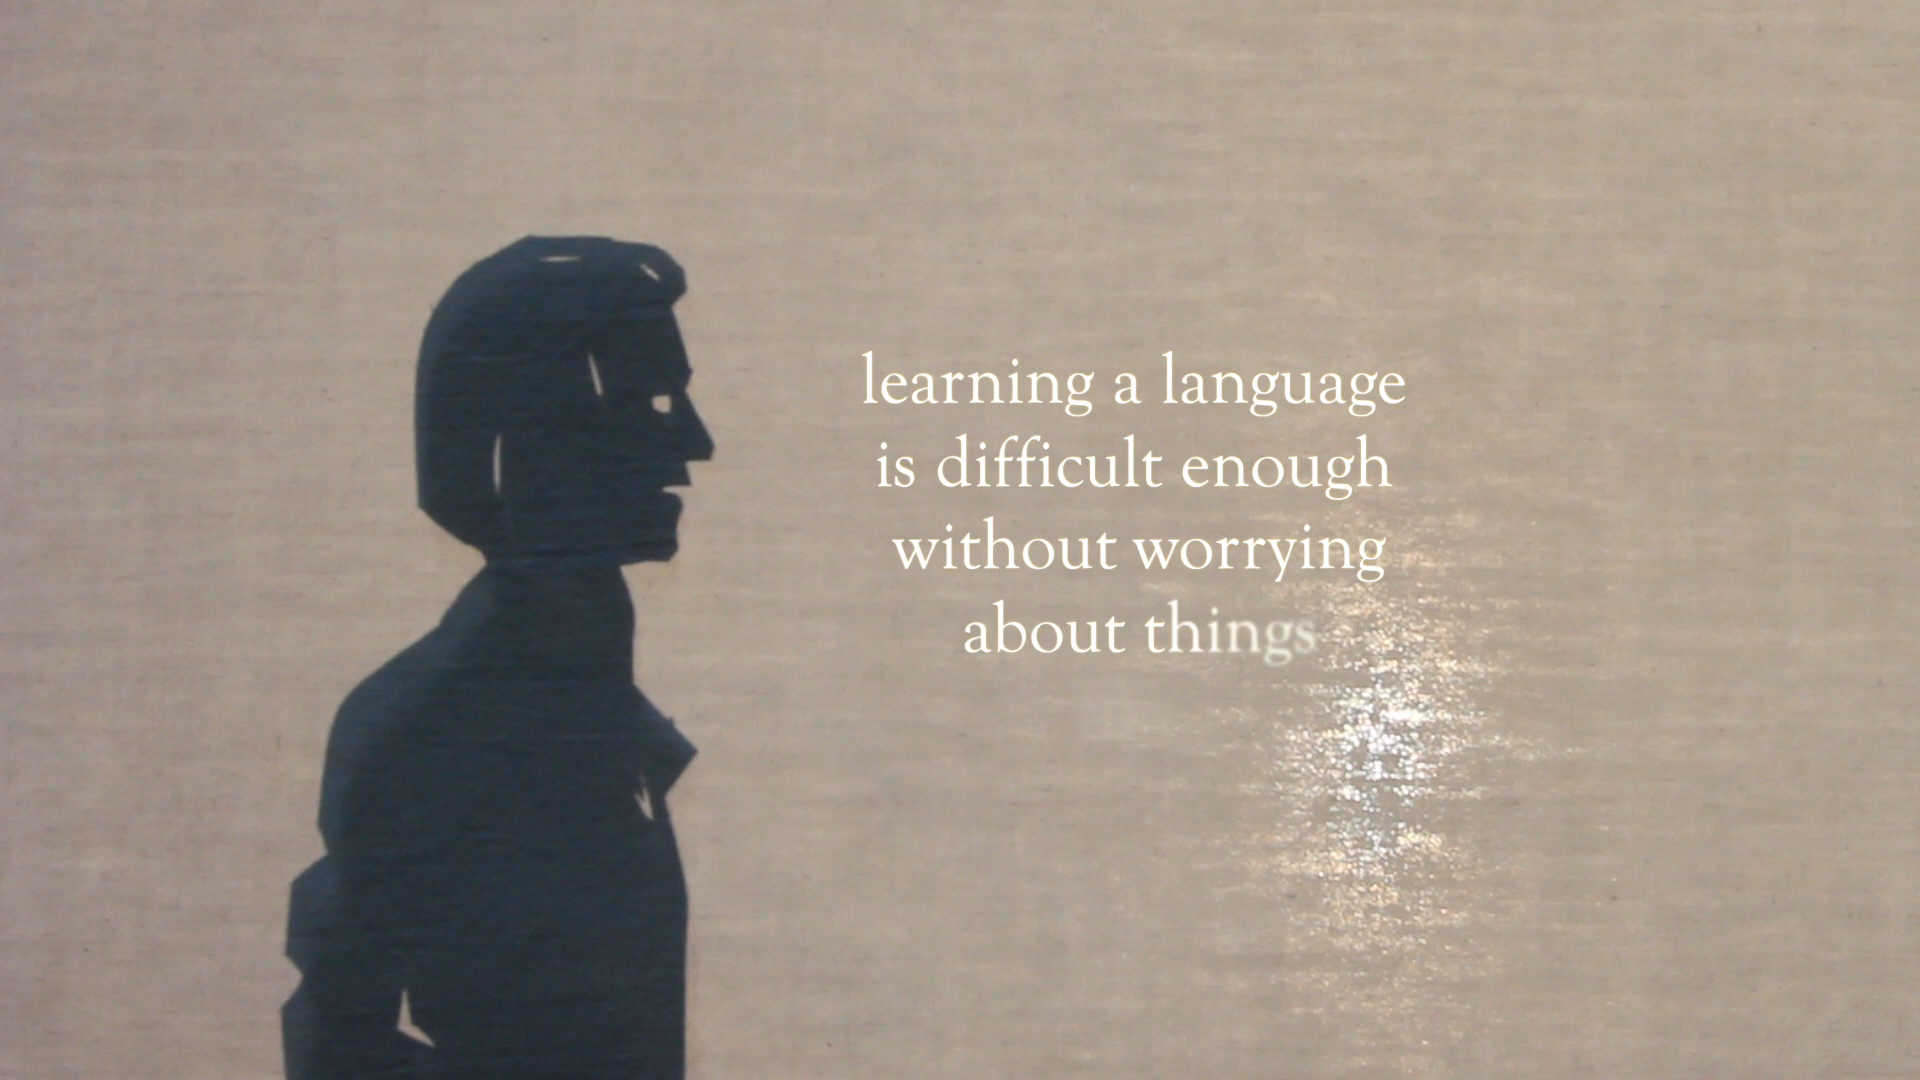 learning a language
is difficult enough
without worrying
about things